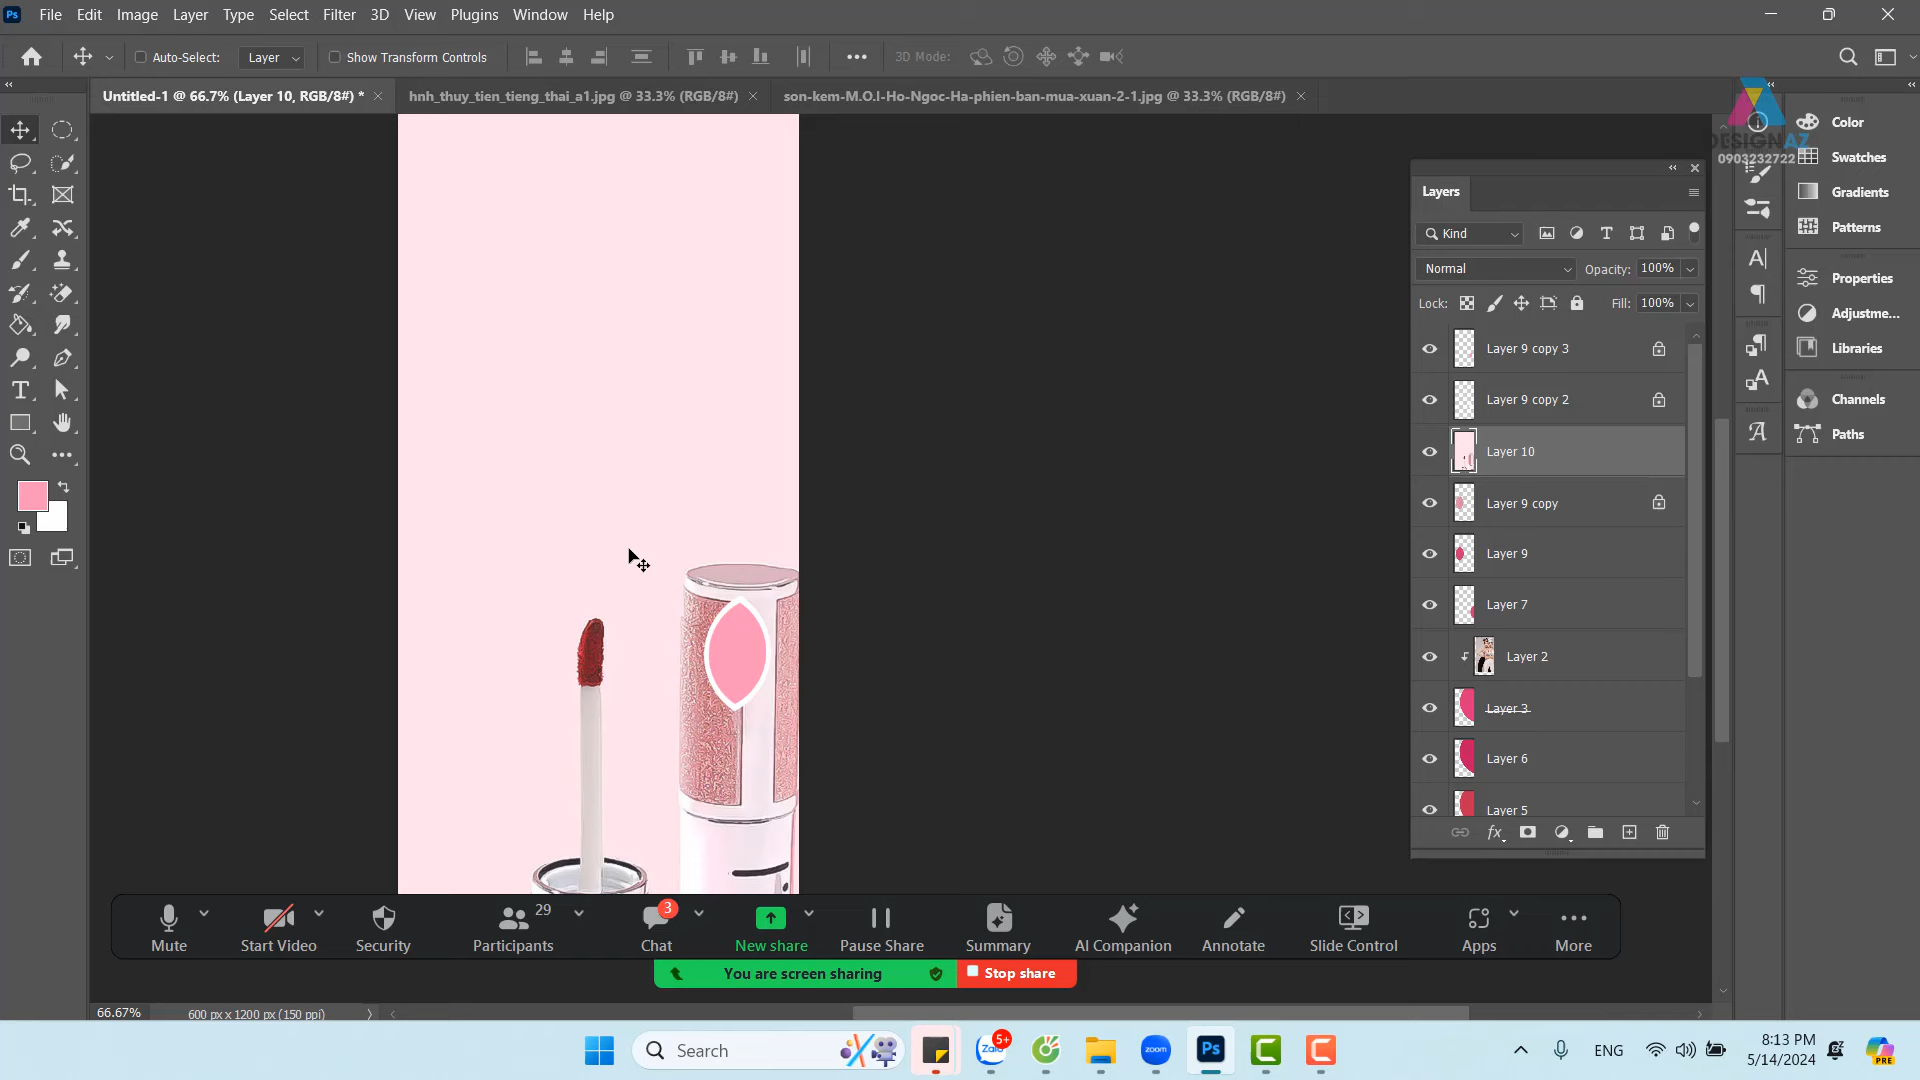 File Edit Image Layer Type Select Filter 3D View Plugins Window Help
Auto-Select: Layer Show Transform Controls 3D Mode:
Untitled-1 @ 66.7% (Layer 10, RGB/8#) * hnh_thuy_tien_tieng_thai_a1.jpg @ 33.3% (RGB/8#) son-kem-M.O.I-Ho-Ngoc-Ha-phien-ban-mua-xuan-2-1.jpg @ 33.3% (RGB/8#)
DESIGNAZ
0903232722
Color
Swatches
Gradients
Patterns
Properties
Adjustme...
Libraries
Channels
Paths
Layers
Kind
Normal Opacity: 100%
Lock: Fill: 100%
Layer 9 copy 3
Layer 9 copy 2
Layer 10
Layer 9 copy
Layer 9
Layer 7
Layer 2
Layer 3
Layer 6
Layer 5
Mute Start Video Security Participants 29 Chat 3 New share Pause Share Summary AI Companion Annotate Slide Control Apps More
You are screen sharing Stop share
66.67% 600 px x 1200 px (150 ppi)
Search Zalo 5+ zoom Ps ENG 8:13 PM
5/14/2024 PRE